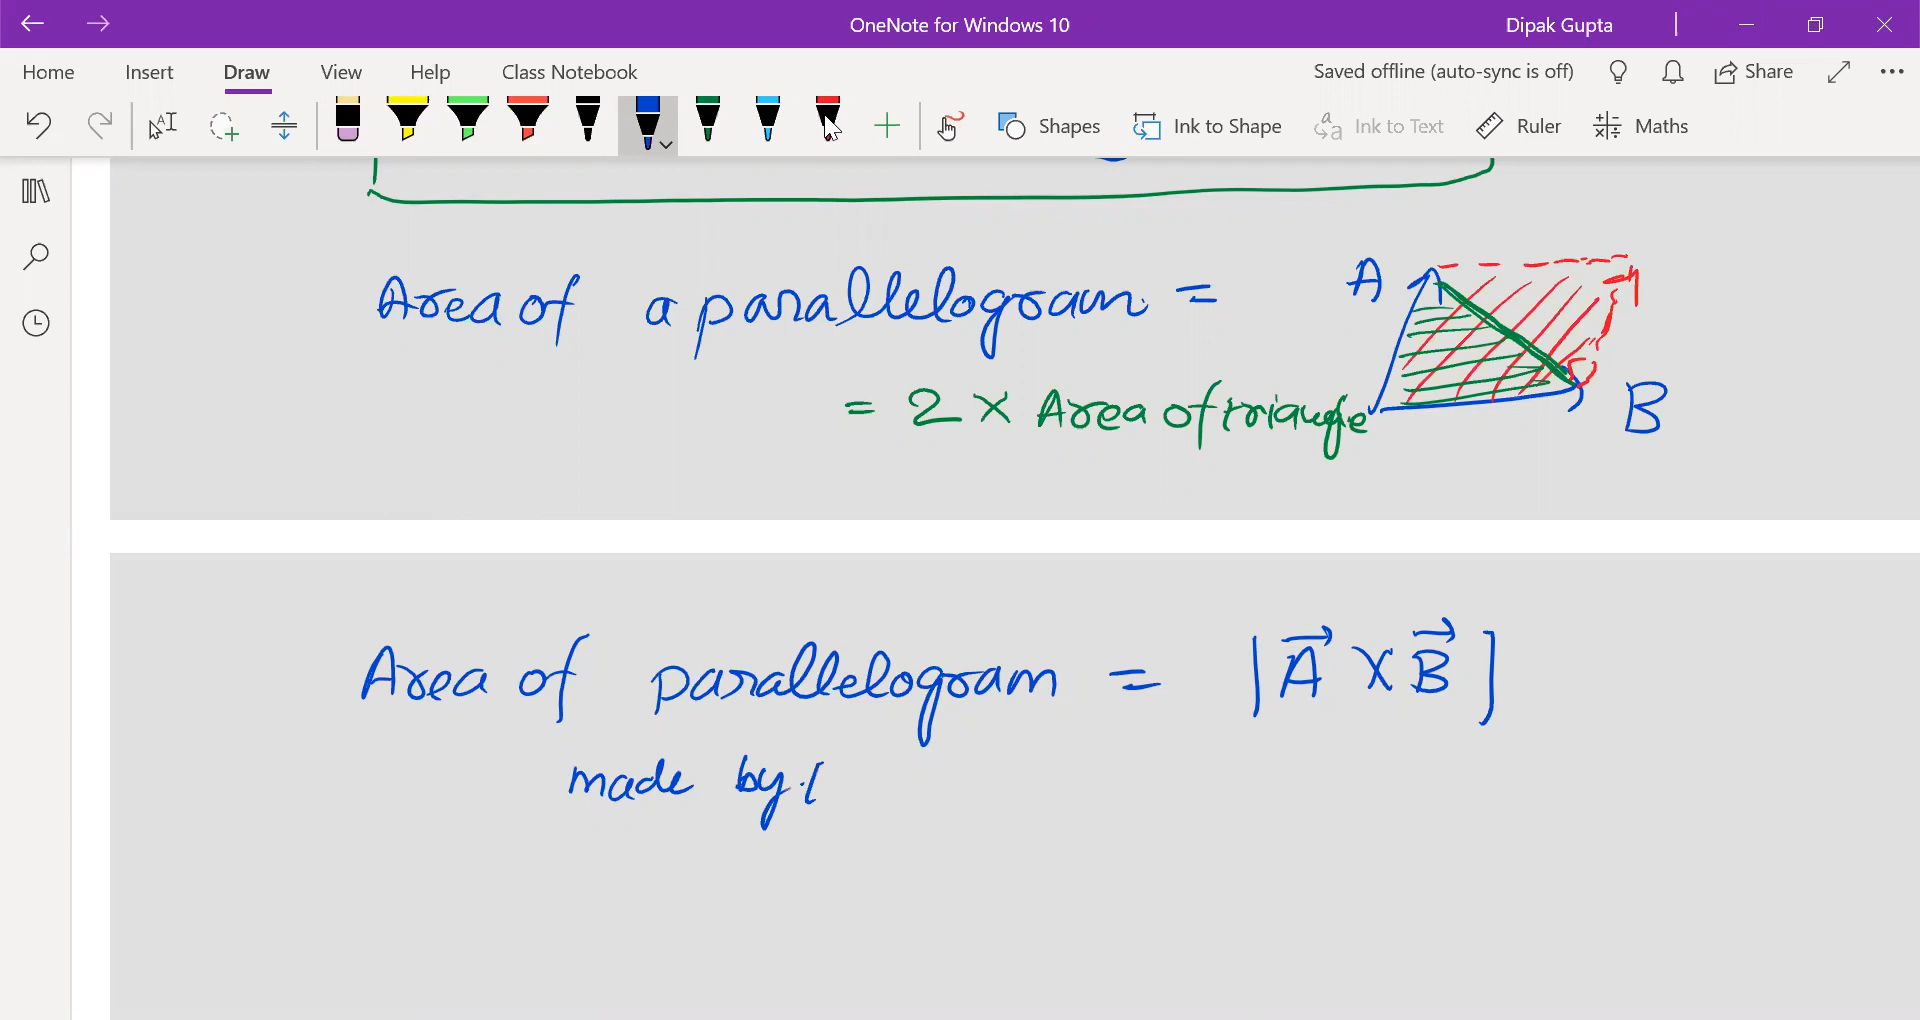 OneNote for Windows 10
Dipak Gupta
Home Insert Draw View Help Class Notebook
Saved offline (auto-sync is off) Share
Shapes Ink to Shape Ink to Text Ruler Maths
Area of a parallelogram =
A
= 2 × Area of triangle
B
Area of parallelogram = |A⃗ × B⃗|
made by